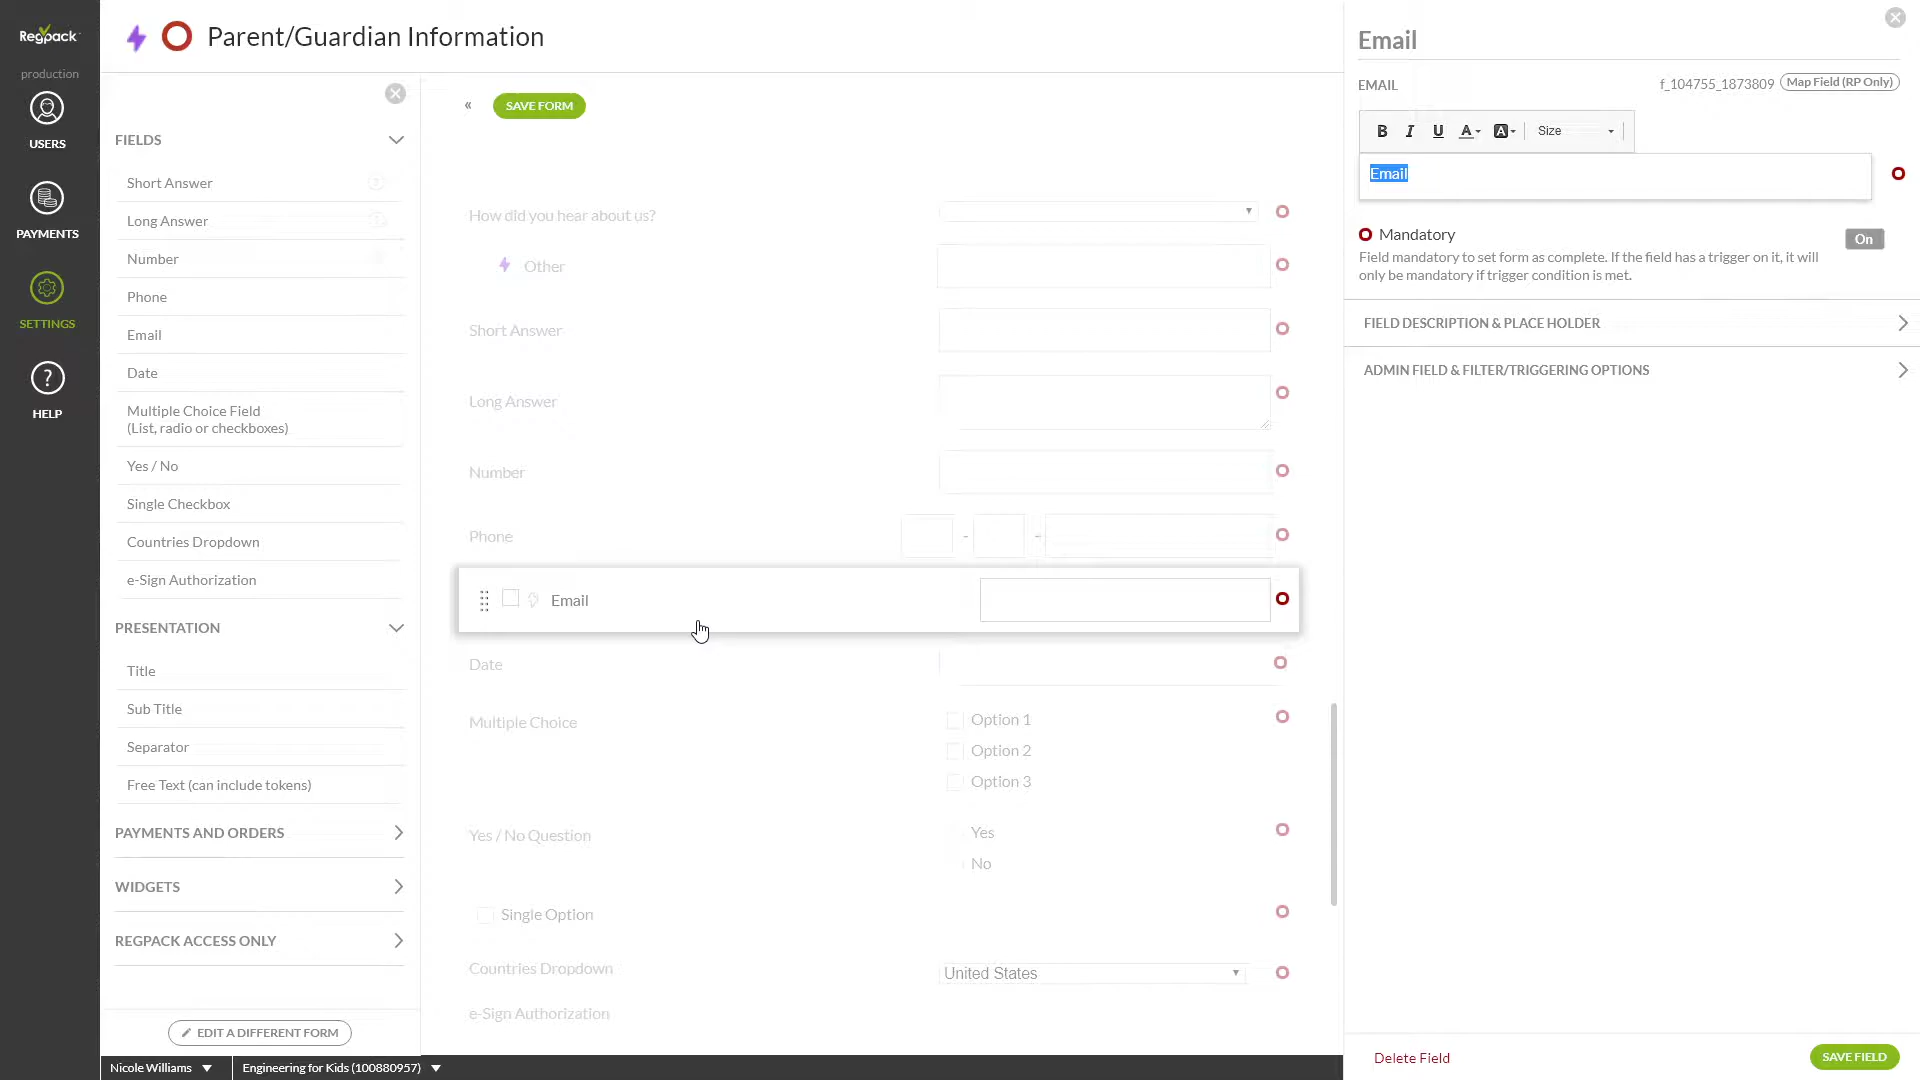 Regpack
production
USERS
PAYMENTS
SETTINGS
HELP
Parent/Guardian Information
FIELDS
Short Answer
Long Answer
Number
Phone
Email
Date
Multiple Choice Field
(List, radio or checkboxes)
Yes / No
Single Checkbox
Countries Dropdown
e-Sign Authorization
PRESENTATION
Title
Sub Title
Separator
Free Text (can include tokens)
PAYMENTS AND ORDERS
WIDGETS
REGPACK ACCESS ONLY
EDIT A DIFFERENT FORM
« SAVE FORM
How did you hear about us?
Other
Short Answer
Long Answer
Number
Phone - -
Email
Date
Multiple Choice Option 1
Option 2
Option 3
Yes / No Question Yes
No
Single Option
Countries Dropdown United States
e-Sign Authorization
Email
EMAIL f_104755_1873809 Map Field (RP Only)
B I U A A Size
Email
Mandatory On
Field mandatory to set form as complete. If the field has a trigger on it, it will
only be mandatory if trigger condition is met.
FIELD DESCRIPTION & PLACE HOLDER
ADMIN FIELD & FILTER/TRIGGERING OPTIONS
Delete Field SAVE FIELD
Nicole Williams Engineering for Kids (100880957)